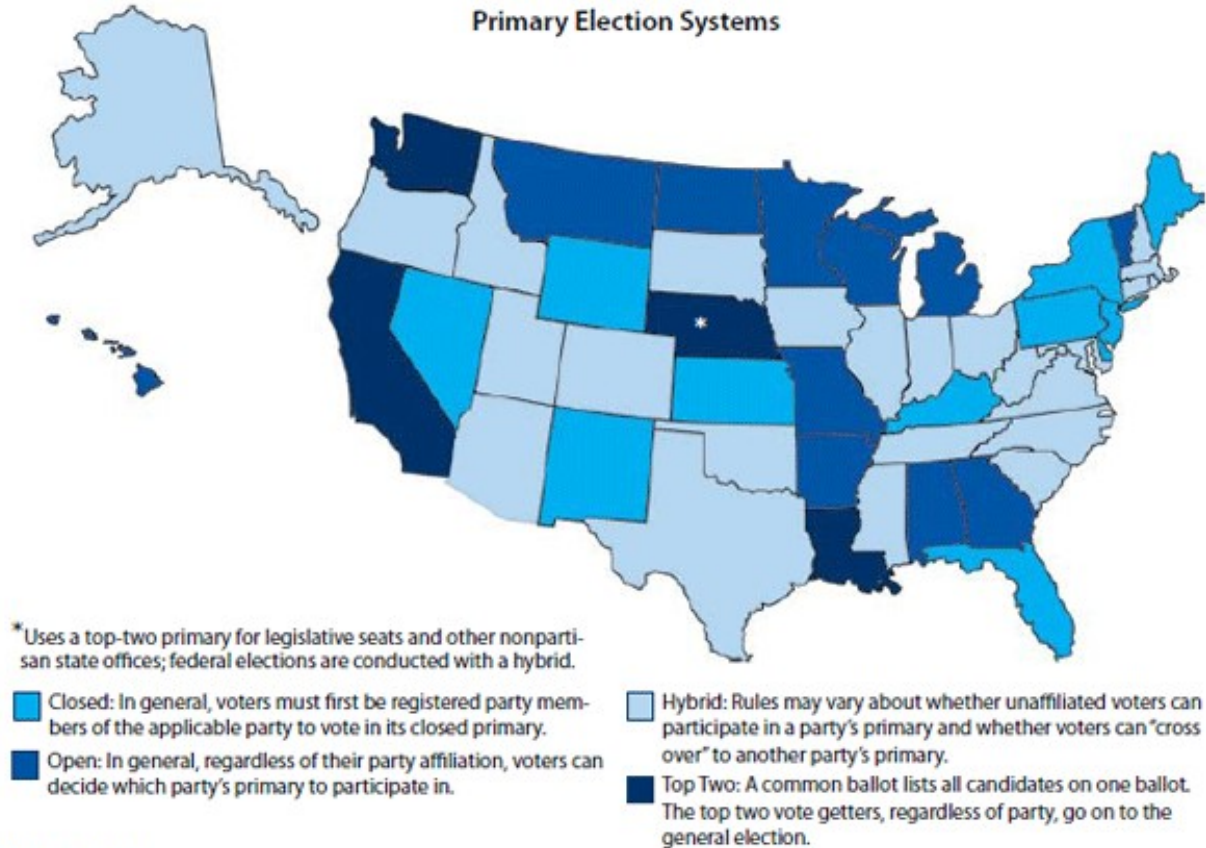 Primary Election Systems
*
*Uses a top-two primary for legislative seats and other nonparti-
san state offices; federal elections are conducted with a hybrid.
Closed: In general, voters must first be registered party mem-
bers of the applicable party to vote in its closed primary.
Open: In general, regardless of their party affiliation, voters can
decide which party's primary to participate in.
Hybrid: Rules may vary about whether unaffiliated voters can
participate in a party's primary and whether voters can "cross
over" to another party's primary.
Top Two: A common ballot lists all candidates on one ballot.
The top two vote getters, regardless of party, go on to the
general election.